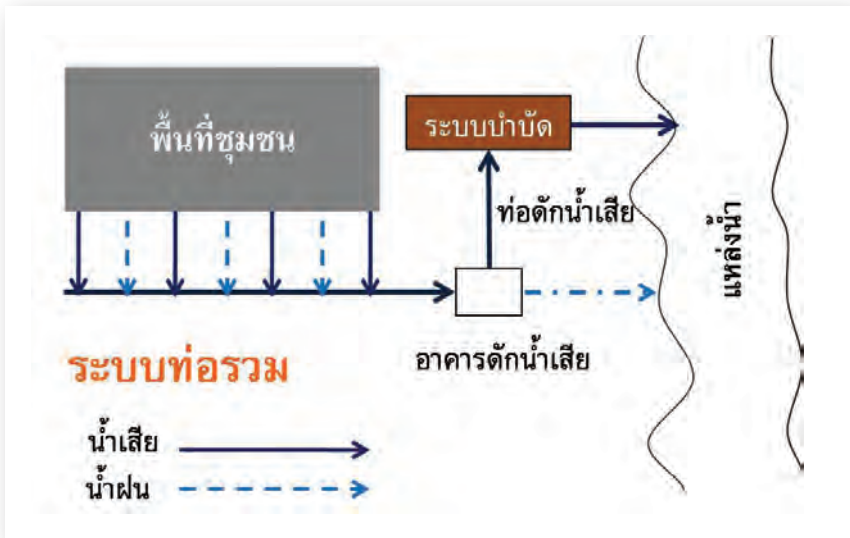 พื้นที่ชุมชน
ระบบบำบัด
ท่อดักน้ำเสีย
แหล่งน้ำ
อาคารดักน้ำเสีย
ระบบท่อรวม
น้ำเสีย
น้ำฝน